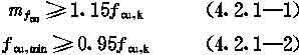 m_{f_{cu}} ⩾ 1.15f_{cu,k} (4.2.1—1)
f_{cu,min} ⩾ 0.95f_{cu,k} (4.2.1—2)